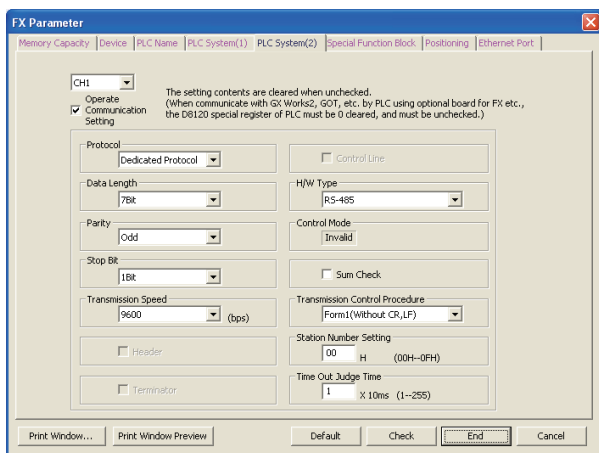 FX Parameter
Memory Capacity Device PLC Name PLC System(1) PLC System(2) Special Function Block Positioning Ethernet Port
CH1
Operate
Communication
Setting
The setting contents are cleared when unchecked.
(When communicate with GX Works2, GOT, etc. by PLC using optional board for FX etc.,
the D8120 special register of PLC must be 0 cleared, and must be unchecked.)
Protocol
Dedicated Protocol
Control Line
Data Length
7Bit
H/W Type
RS-485
Parity
Odd
Control Mode
Invalid
Stop Bit
1Bit
Sum Check
Transmission Speed
9600 (bps)
Transmission Control Procedure
Form1(Without CR,LF)
Header
Station Number Setting
00 H (00H--0FH)
Terminator
Time Out Judge Time
1 X 10ms (1--255)
Print Window... Print Window Preview Default Check End Cancel